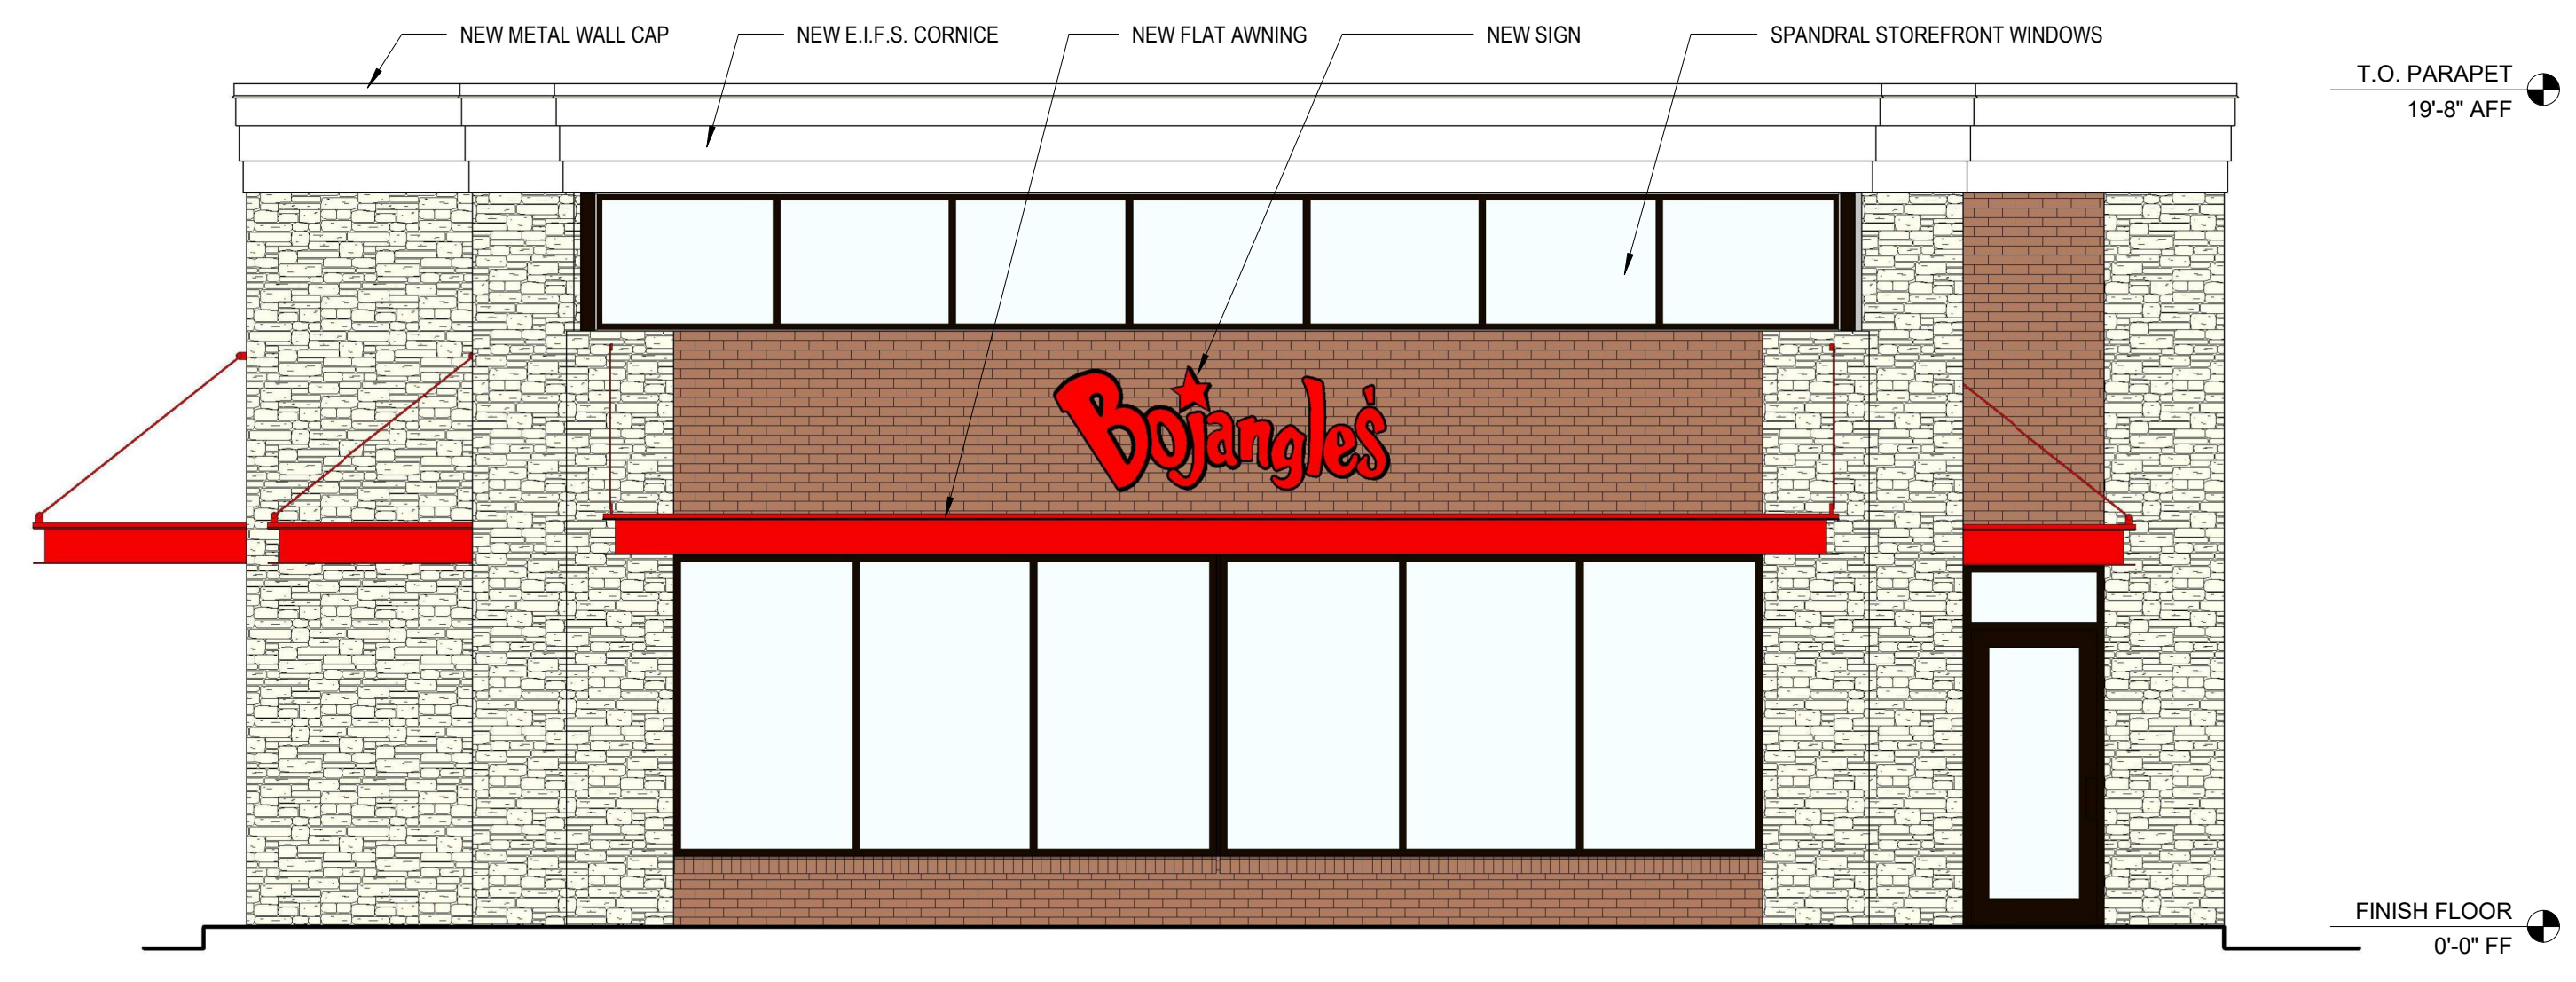 NEW METAL WALL CAP
NEW E.I.F.S. CORNICE
NEW FLAT AWNING
NEW SIGN
SPANDRAL STOREFRONT WINDOWS
T.O. PARAPET
19'-8" AFF
Bojangles'
FINISH FLOOR
0'-0" FF